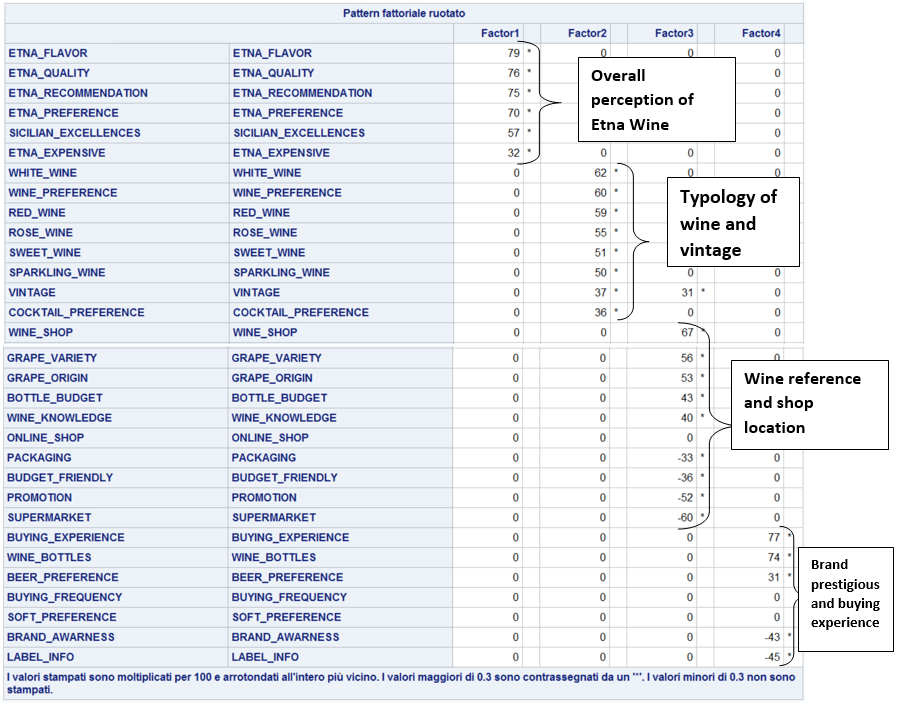 Pattern fattoriale ruotato
Factor1 Factor2 Factor3 Factor4
ETNA_FLAVOR ETNA_FLAVOR 79 * 0 0 0
ETNA_QUALITY ETNA_QUALITY 76 * 0
ETNA_RECOMMENDATION ETNA_RECOMMENDATION 75 * 0
ETNA_PREFERENCE ETNA_PREFERENCE 70 * 0
SICILIAN_EXCELLENCES SICILIAN_EXCELLENCES 57 * 0
ETNA_EXPENSIVE ETNA_EXPENSIVE 32 * 0 0 0
Overall
perception of
Etna Wine
WHITE_WINE WHITE_WINE 0 62 * 0 0
WINE_PREFERENCE WINE_PREFERENCE 0 60 *
RED_WINE RED_WINE 0 59 *
ROSE_WINE ROSE_WINE 0 55 *
SWEET_WINE SWEET_WINE 0 51 *
SPARKLING_WINE SPARKLING_WINE 0 50 * 0 0
VINTAGE VINTAGE 0 37 * 31 * 0
COCKTAIL_PREFERENCE COCKTAIL_PREFERENCE 0 36 * 0 0
Typology of
wine and
vintage
WINE_SHOP WINE_SHOP 0 0 67 * 0
GRAPE_VARIETY GRAPE_VARIETY 0 0 56 * 0
GRAPE_ORIGIN GRAPE_ORIGIN 0 0 53 *
BOTTLE_BUDGET BOTTLE_BUDGET 0 0 43 *
WINE_KNOWLEDGE WINE_KNOWLEDGE 0 0 40 *
ONLINE_SHOP ONLINE_SHOP 0 0 0
PACKAGING PACKAGING 0 0 -33 * 0
BUDGET_FRIENDLY BUDGET_FRIENDLY 0 0 -36 * 0
PROMOTION PROMOTION 0 0 -52 * 0
SUPERMARKET SUPERMARKET 0 0 -60 * 0
Wine reference
and shop
location
BUYING_EXPERIENCE BUYING_EXPERIENCE 0 0 0 77 *
WINE_BOTTLES WINE_BOTTLES 0 0 0 74 *
BEER_PREFERENCE BEER_PREFERENCE 0 0 0 31 *
BUYING_FREQUENCY BUYING_FREQUENCY 0 0 0 0
SOFT_PREFERENCE SOFT_PREFERENCE 0 0 0 0
BRAND_AWARNESS BRAND_AWARNESS 0 0 0 -43 *
LABEL_INFO LABEL_INFO 0 0 0 -45 *
Brand
prestigious
and buying
experience
I valori stampati sono moltiplicati per 100 e arrotondati all'intero più vicino. I valori maggiori di 0.3 sono contrassegnati da un '*'. I valori minori di 0.3 non sono
stampati.